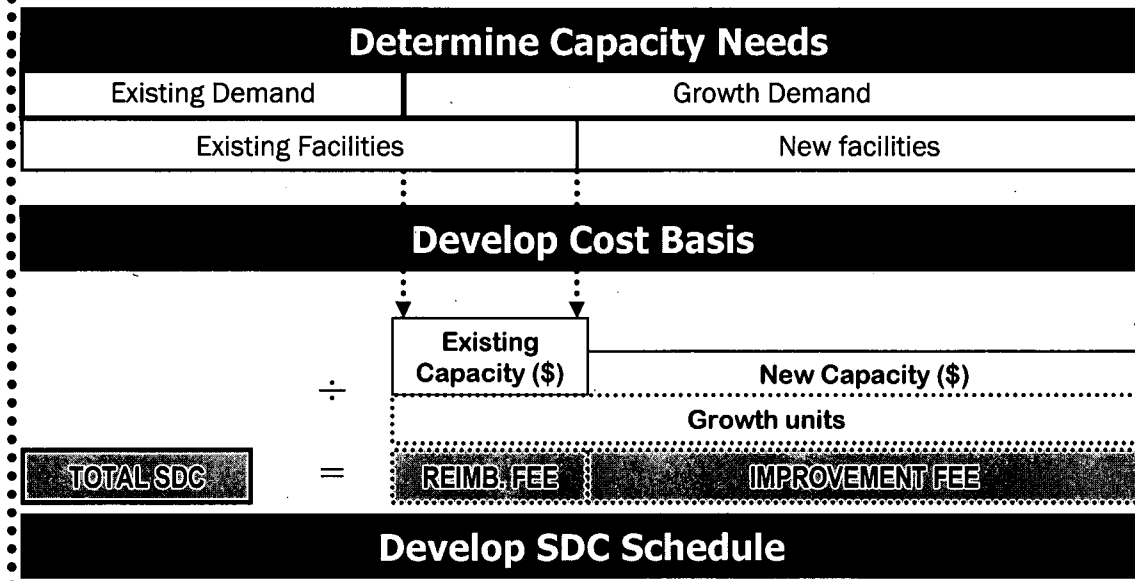 Determine Capacity Needs
Existing Demand Growth Demand
Existing Facilities New facilities
Develop Cost Basis
Existing
Capacity ($) New Capacity ($)
÷
Growth units
TOTAL SDC = REIMB. FEE IMPROVEMENT FEE
Develop SDC Schedule